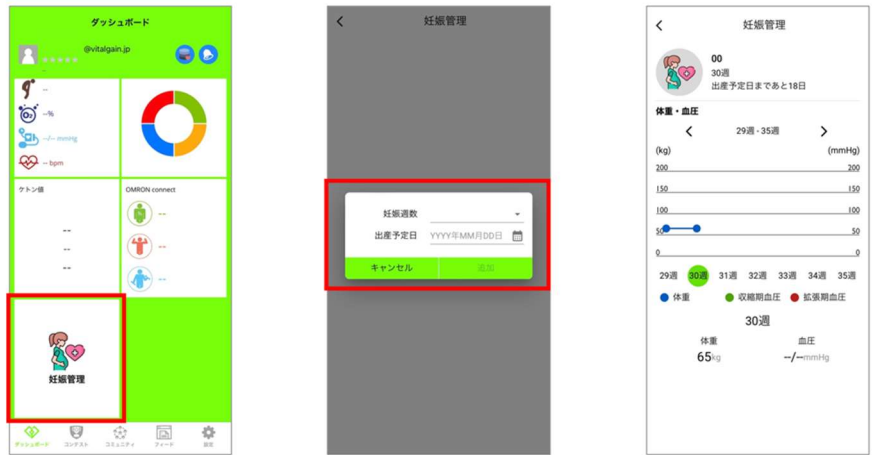 ダッシュボード
@vitalgain.jp
--
O2 --%
--/-- mmHg
-- bpm
ケトン値
--
--
--
OMRON connect
--
--
--
妊娠管理
ダッシュボード コンテスト コミュニティ フィード 設定
妊娠管理
妊娠週数
出産予定日 YYYY年MM月DD日
キャンセル 追加
妊娠管理
00
30週
出産予定日まであと18日
体重・血圧
29週 - 35週
(kg) (mmHg)
200 200
150 150
100 100
50 50
0 0
29週 30週 31週 32週 33週 34週 35週
体重 収縮期血圧 拡張期血圧
30週
体重 血圧
65kg --/--mmHg